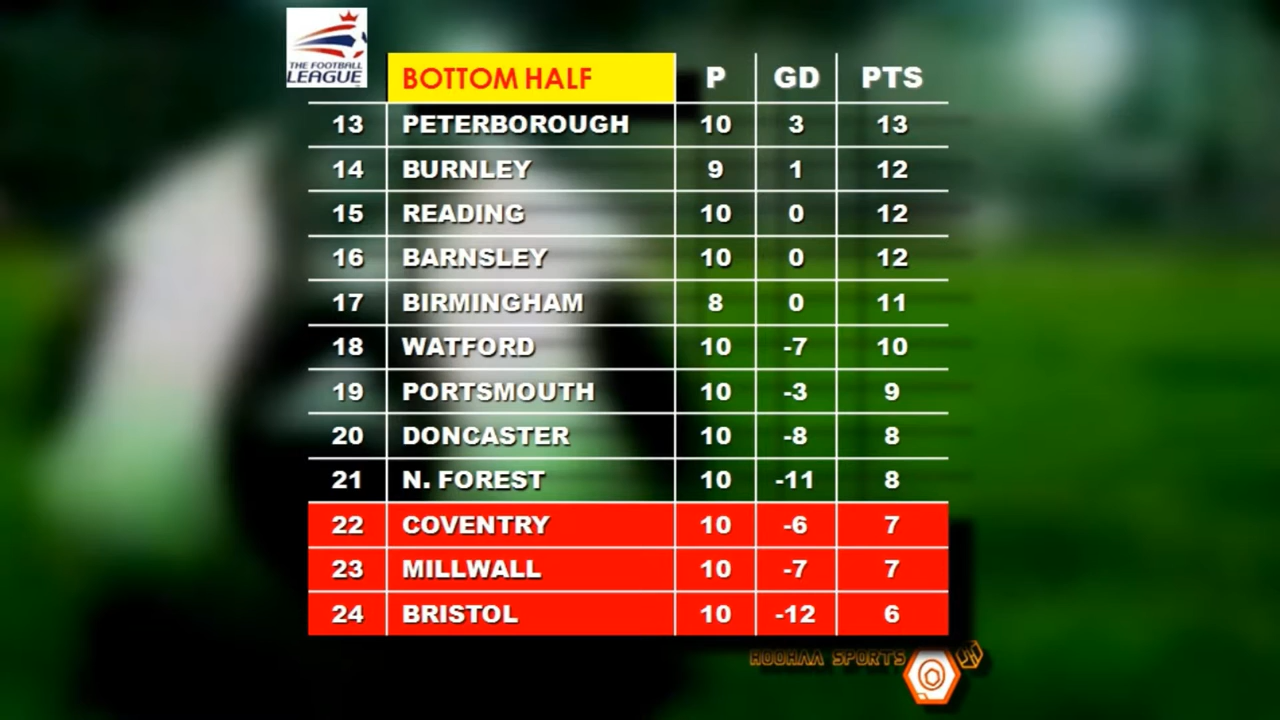 THE FOOTBALL
LEAGUE
BOTTOM HALF P GD PTS
13 PETERBOROUGH 10 3 13
14 BURNLEY 9 1 12
15 READING 10 0 12
16 BARNSLEY 10 0 12
17 BIRMINGHAM 8 0 11
18 WATFORD 10 -7 10
19 PORTSMOUTH 10 -3 9
20 DONCASTER 10 -8 8
21 N. FOREST 10 -11 8
22 COVENTRY 10 -6 7
23 MILLWALL 10 -7 7
24 BRISTOL 10 -12 6
HOOHAA SPORTS